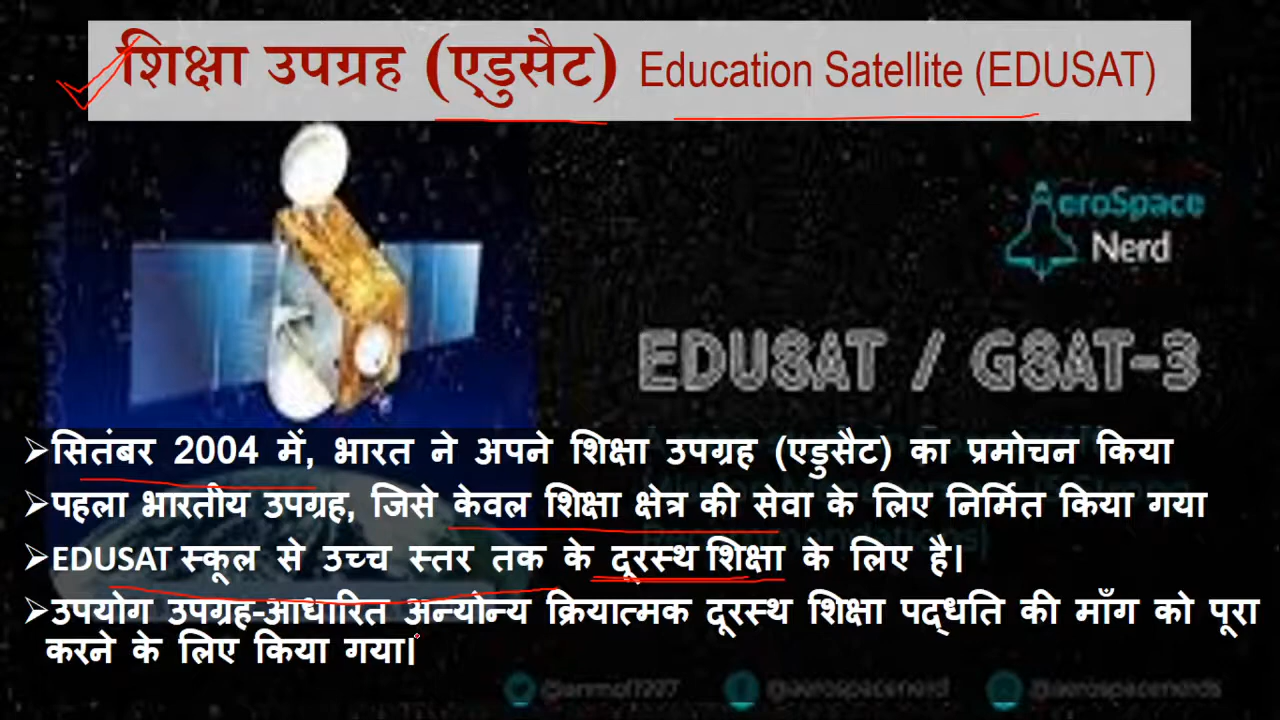 शिक्षा उपग्रह (एडुसैट) Education Satellite (EDUSAT)
AeroSpace
Nerd
EDUSAT / GSAT-3
➢सितंबर 2004 में, भारत ने अपने शिक्षा उपग्रह (एडुसैट) का प्रमोचन किया
➢पहला भारतीय उपग्रह, जिसे केवल शिक्षा क्षेत्र की सेवा के लिए निर्मित किया गया
➢EDUSAT स्कूल से उच्च स्तर तक के दूरस्थ शिक्षा के लिए है।
➢उपयोग उपग्रह-आधारित अन्योन्य क्रियात्मक दूरस्थ शिक्षा पद्धति की माँग को पूरा
करने के लिए किया गया।
@aerospacenerd @aerospacenerds